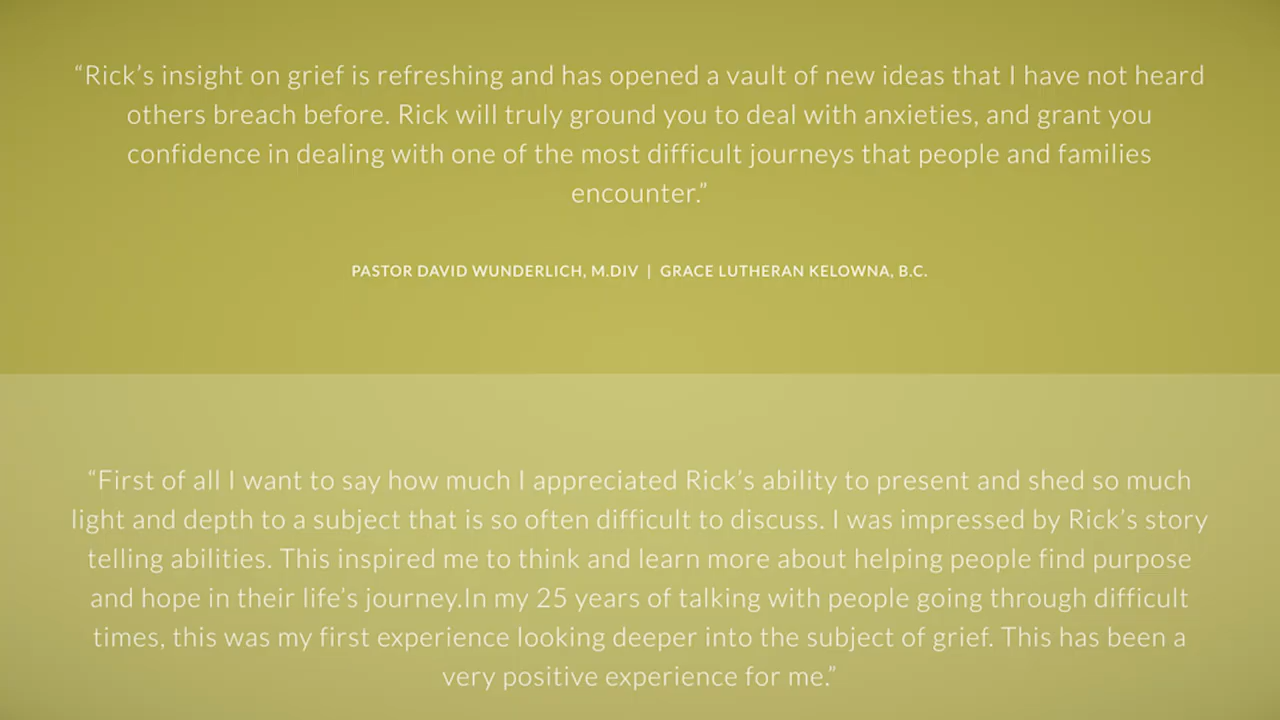 “Rick’s insight on grief is refreshing and has opened a vault of new ideas that I have not heard
others breach before. Rick will truly ground you to deal with anxieties, and grant you
confidence in dealing with one of the most difficult journeys that people and families
encounter.”
PASTOR DAVID WUNDERLICH, M.DIV | GRACE LUTHERAN KELOWNA, B.C.
“First of all I want to say how much I appreciated Rick’s ability to present and shed so much
light and depth to a subject that is so often difficult to discuss. I was impressed by Rick’s story
telling abilities. This inspired me to think and learn more about helping people find purpose
and hope in their life’s journey.In my 25 years of talking with people going through difficult
times, this was my first experience looking deeper into the subject of grief. This has been a
very positive experience for me.”